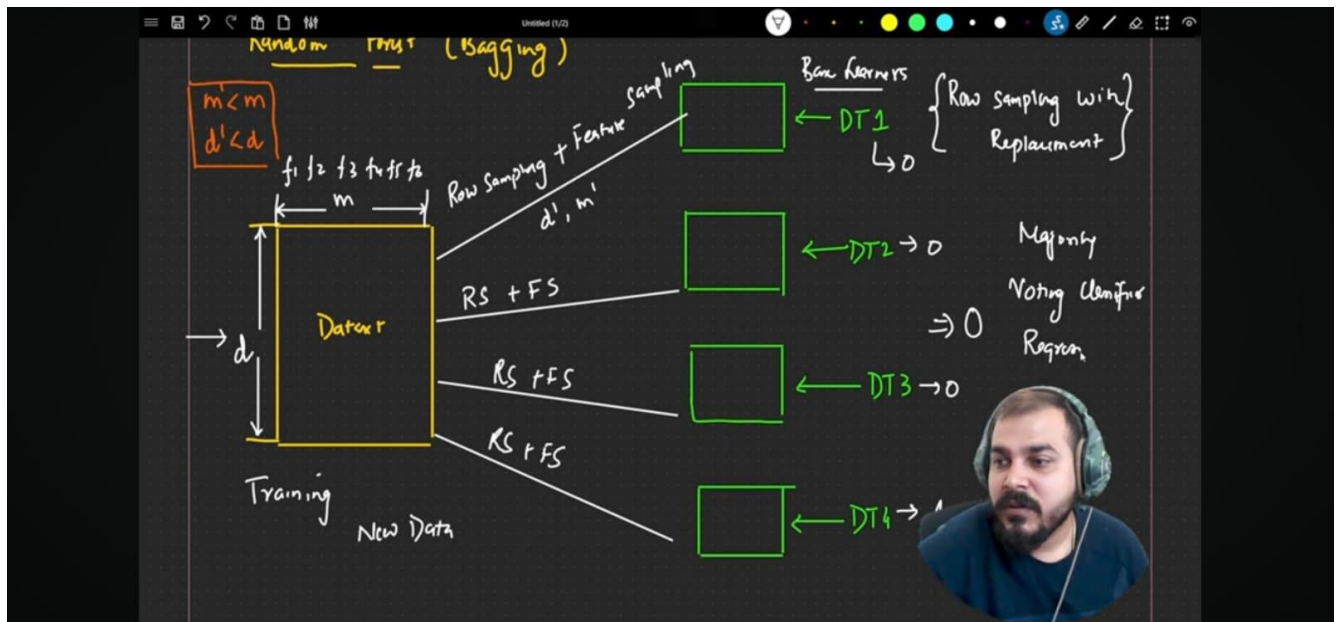 Untitled (1/2)
Random Forst (Bagging)
m' < m
d' < d
f1 f2 f3 f4 f5 f6
m
d
Dataset
Training
New Data
Row Sampling + Feature Sampling
d', m'
RS + FS
RS + FS
RS + FS
Base Learners
DT1
0
{Row Sampling with
Replacement}
DT2 → 0
DT3 → 0
DT4 →
⇒ 0
Majority
Voting Classifier